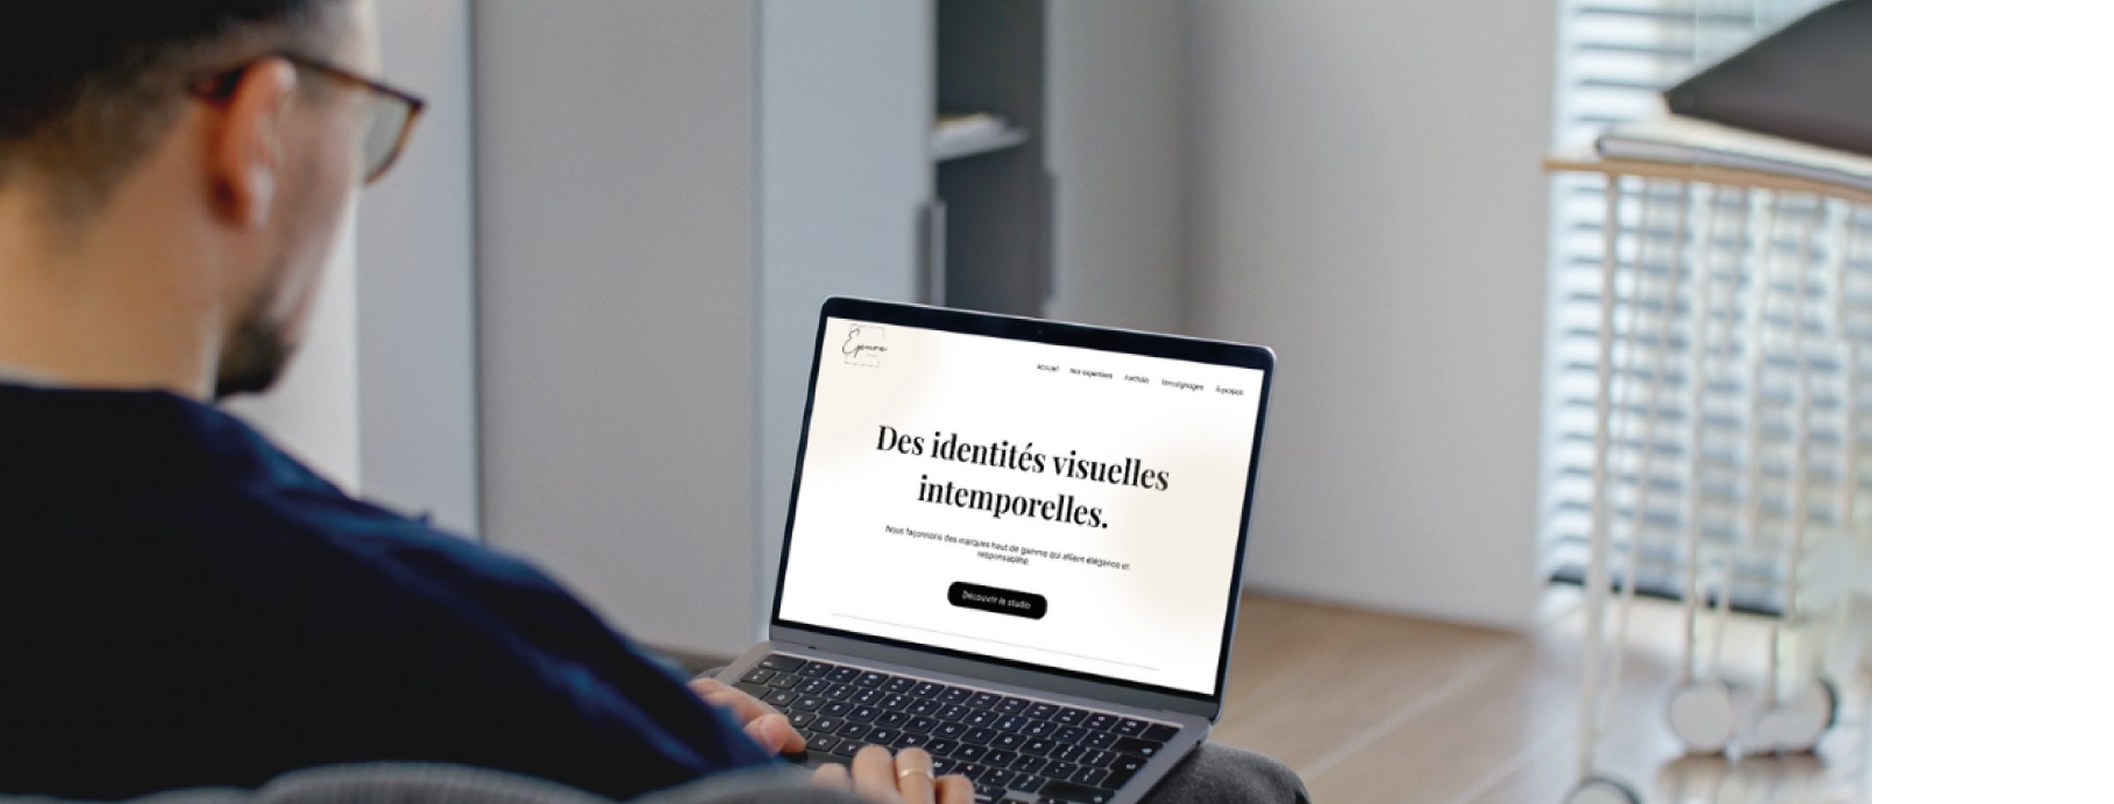 Épure
Accueil Nos expertises Portfolio Témoignages À propos
Des identités visuelles
intemporelles.
Nous façonnons des marques haut de gamme qui allient élégance et
responsabilité.
Découvrir le studio